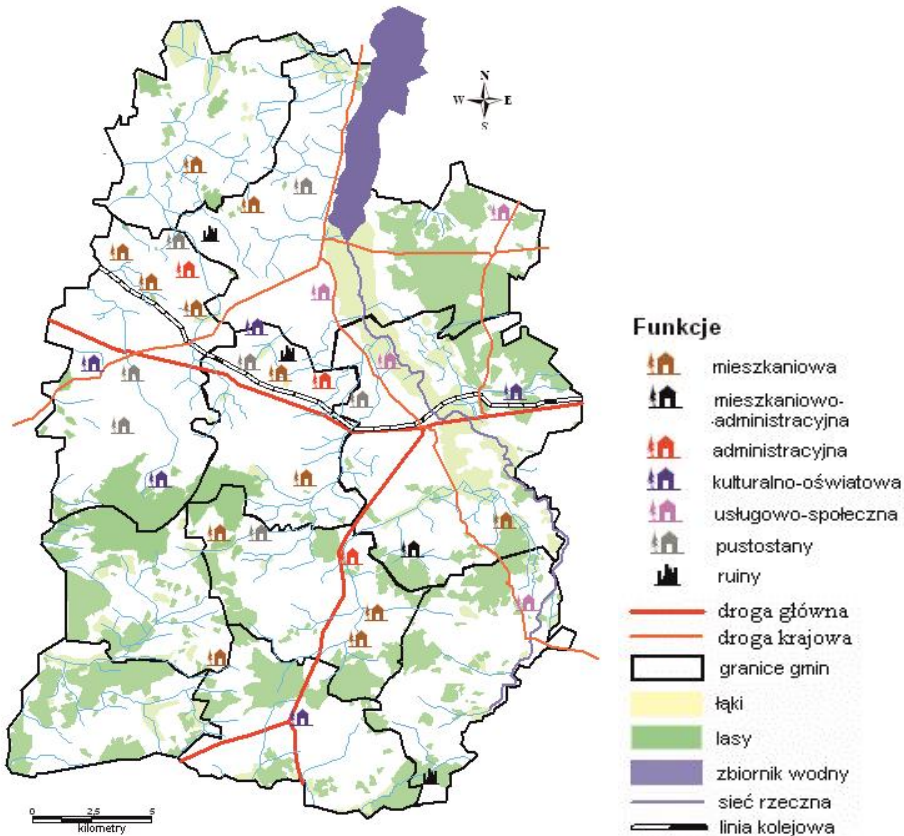 N
W E
S
Funkcje
mieszkaniowa
mieszkaniowo-
-administracyjna
administracyjna
kulturalno-oświatowa
usługowo-społeczna
pustostany
ruiny
droga główna
droga krajowa
granice gmin
łąki
lasy
zbiornik wodny
sieć rzeczna
linia kolejowa
0 2,5 5
kilometry